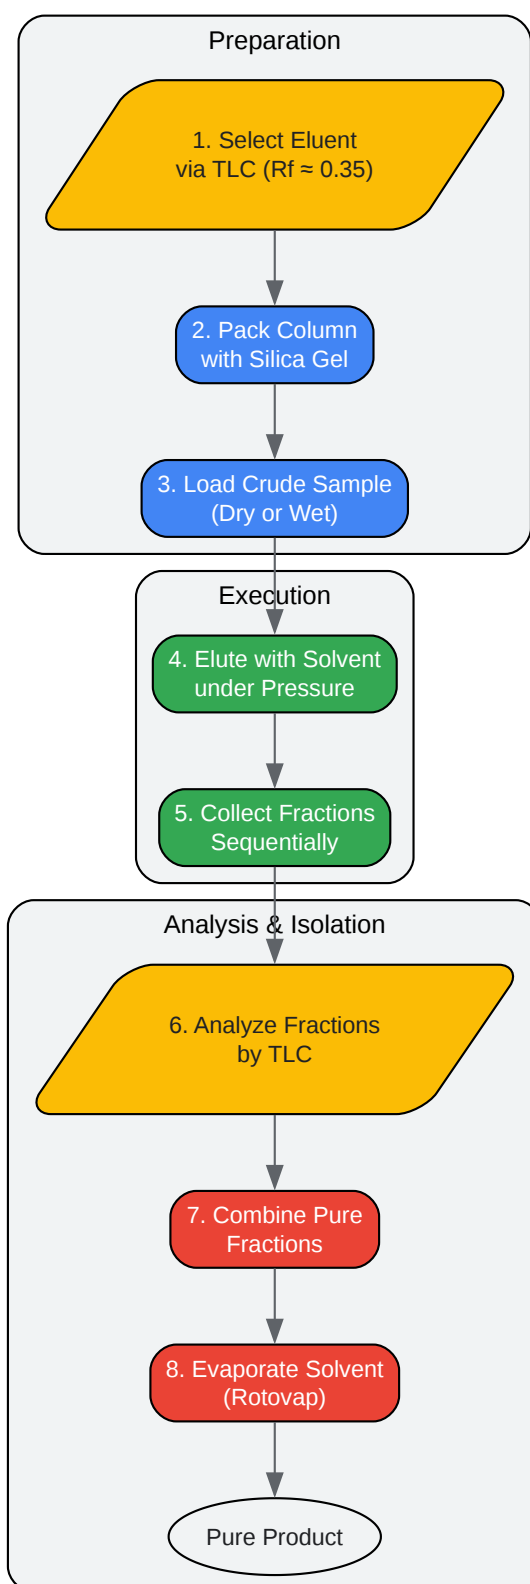 Preparation
1. Select Eluent
via TLC (Rf ≈ 0.35)
2. Pack Column
with Silica Gel
3. Load Crude Sample
(Dry or Wet)
Execution
4. Elute with Solvent
under Pressure
5. Collect Fractions
Sequentially
Analysis & Isolation
6. Analyze Fractions
by TLC
7. Combine Pure
Fractions
8. Evaporate Solvent
(Rotovap)
Pure Product